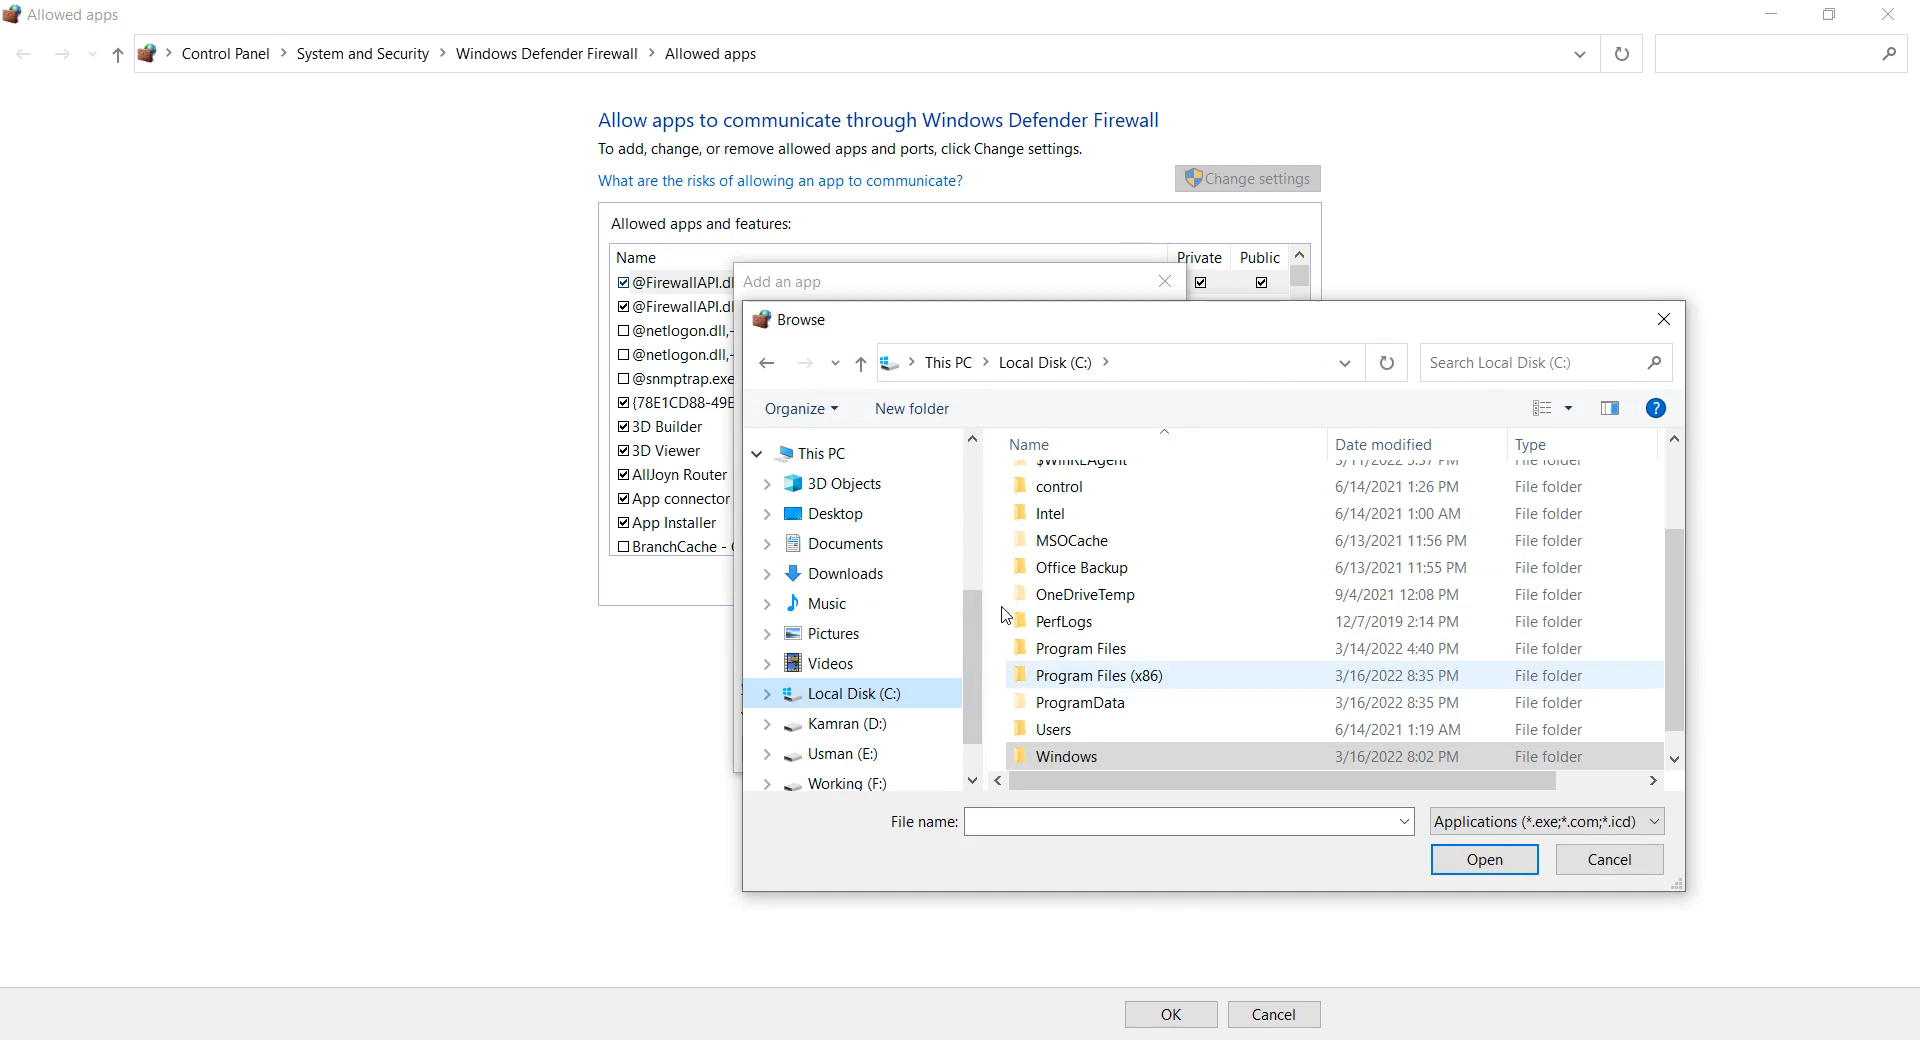 Allowed apps
Control Panel > System and Security > Windows Defender Firewall > Allowed apps
Allow apps to communicate through Windows Defender Firewall
To add, change, or remove allowed apps and ports, click Change settings.
What are the risks of allowing an app to communicate?
Change settings
Allowed apps and features:
Name Private Public
@FirewallAPI.dl
@FirewallAPI.dl
@netlogon.dll,-
@netlogon.dll,-
@snmptrap.exe
{78E1CD88-49E
3D Builder
3D Viewer
AllJoyn Router
App connector
App Installer
BranchCache -
Add an app
Browse
This PC > Local Disk (C:) >
Search Local Disk (C:)
Organize
New folder
This PC
3D Objects
Desktop
Documents
Downloads
Music
Pictures
Videos
Local Disk (C:)
Kamran (D:)
Usman (E:)
Working (F:)
Name Date modified Type
$WinREAgent 3/11/2022 5:37 PM File folder
control 6/14/2021 1:26 PM File folder
Intel 6/14/2021 1:00 AM File folder
MSOCache 6/13/2021 11:56 PM File folder
Office Backup 6/13/2021 11:55 PM File folder
OneDriveTemp 9/4/2021 12:08 PM File folder
PerfLogs 12/7/2019 2:14 PM File folder
Program Files 3/14/2022 4:40 PM File folder
Program Files (x86) 3/16/2022 8:35 PM File folder
ProgramData 3/16/2022 8:35 PM File folder
Users 6/14/2021 1:19 AM File folder
Windows 3/16/2022 8:02 PM File folder
File name:
Applications (*.exe;*.com;*.icd)
Open
Cancel
OK
Cancel